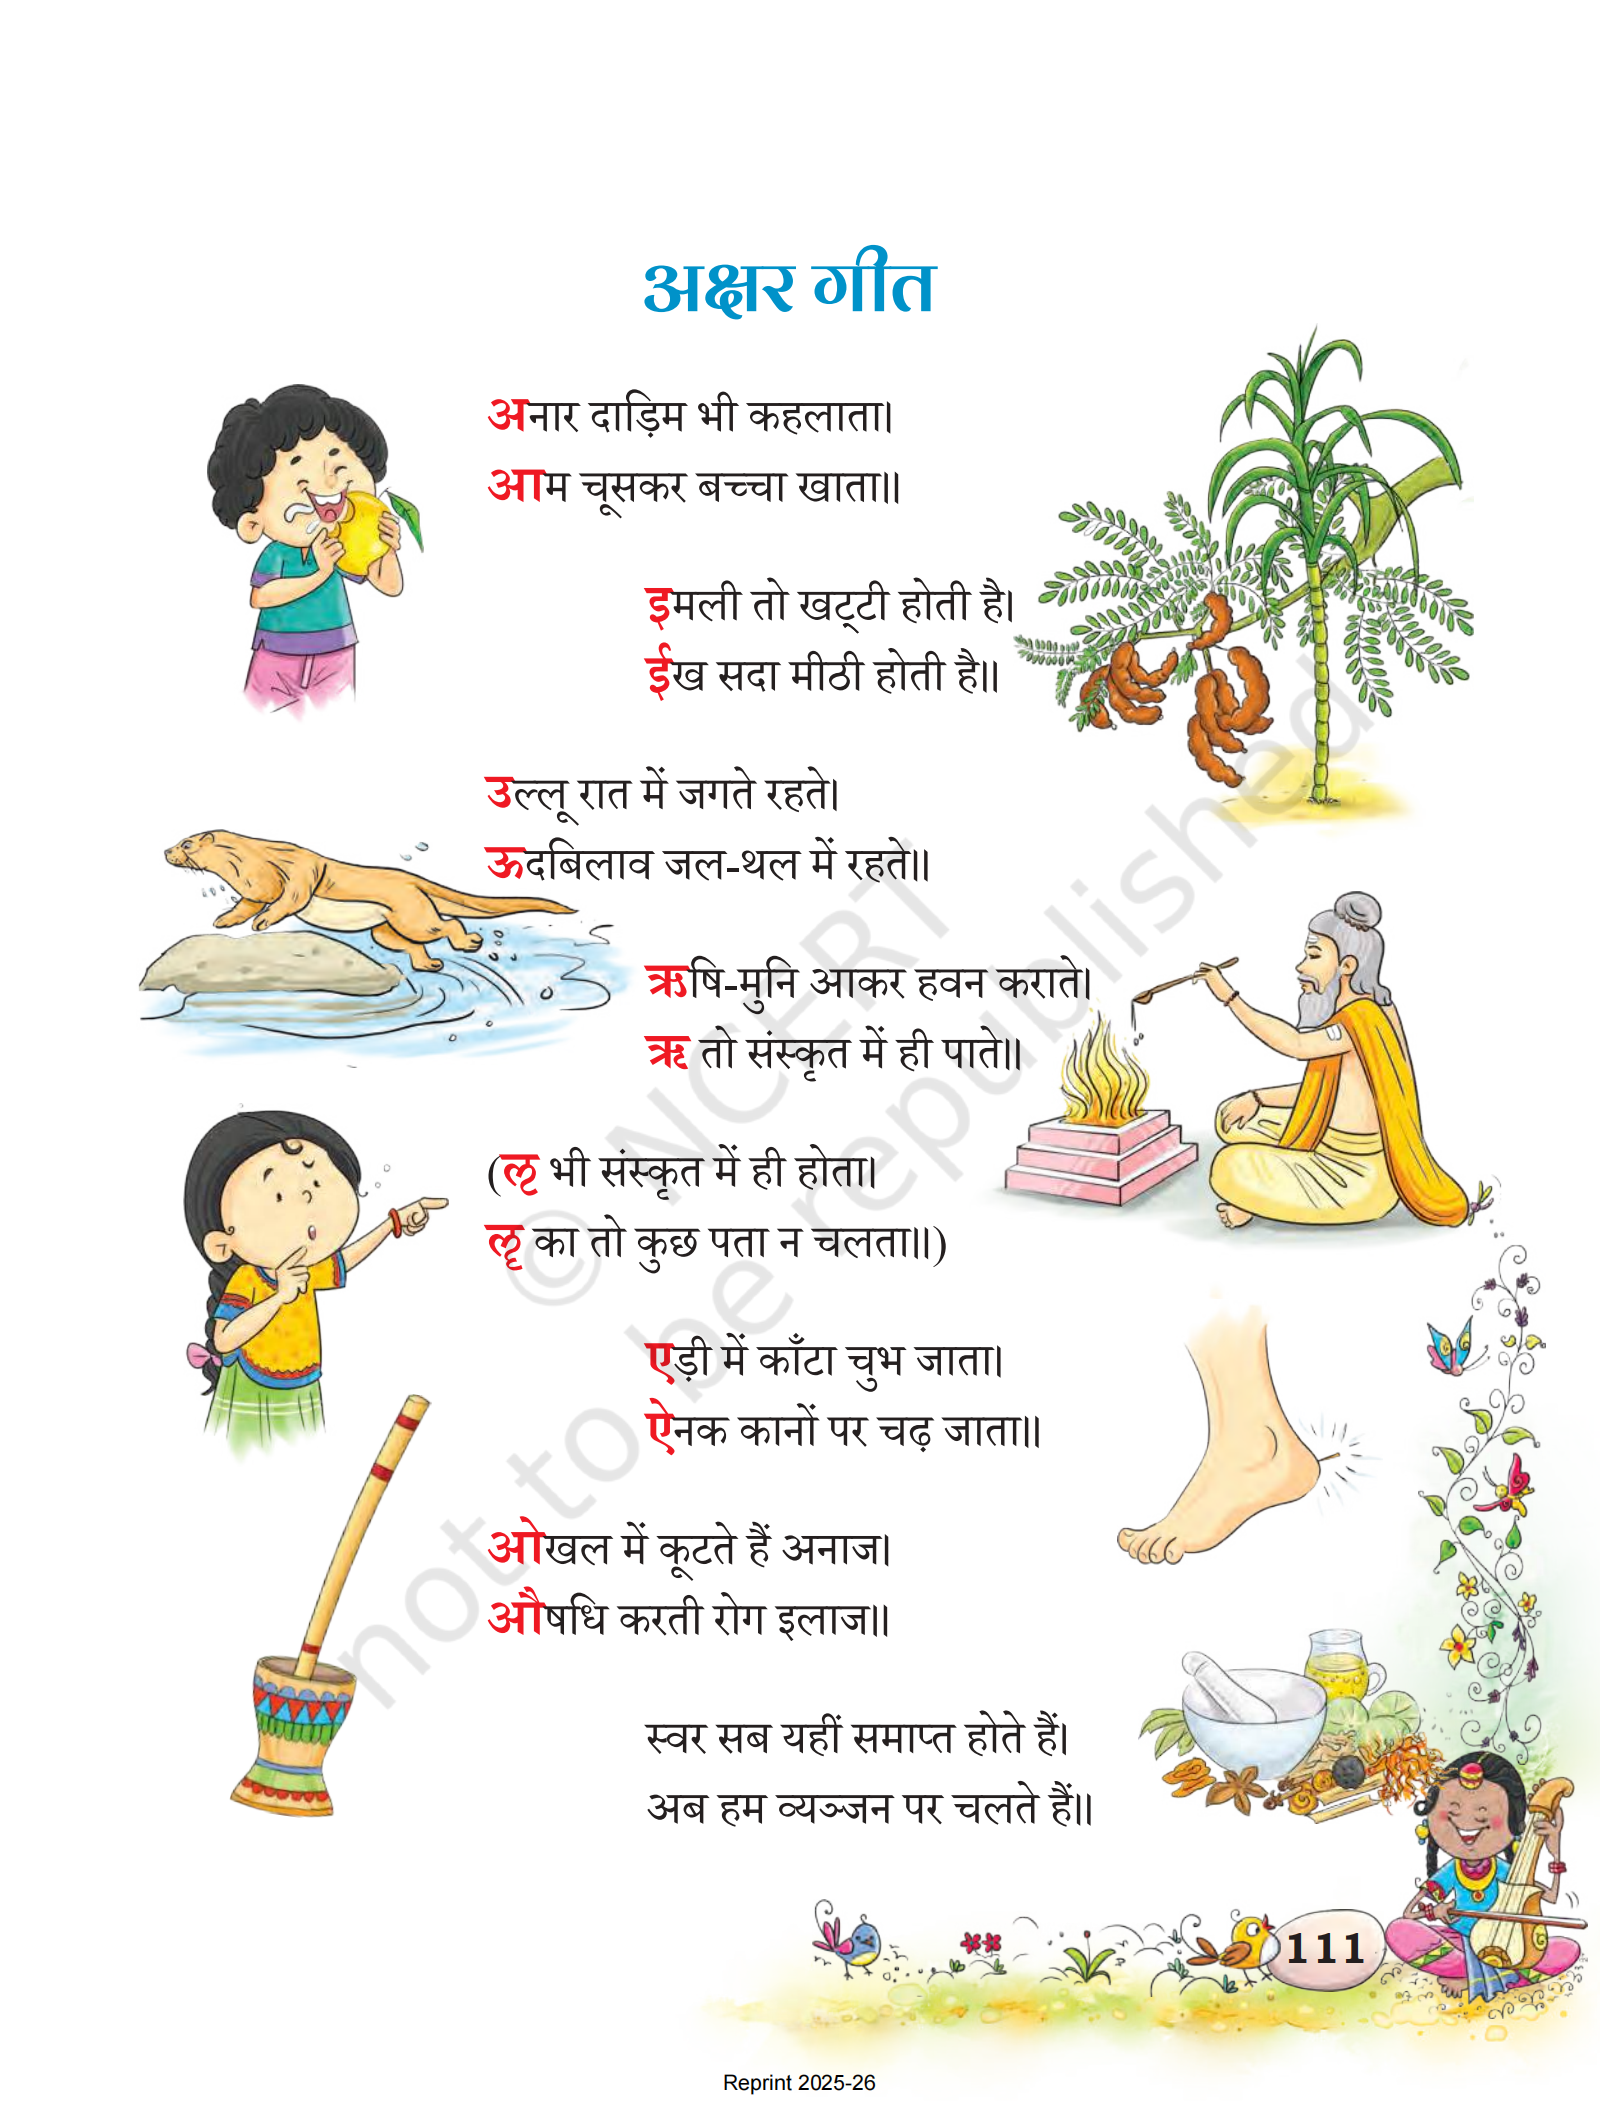 अक्षर गीत
अनार दाड़िम भी कहलाता।
आम चूसकर बच्चा खाता॥
इमली तो खट्‌टी होती है।
ईख सदा मीठी होती है॥
उल्लू रात में जगते रहते।
ऊदबिलाव जल-थल में रहते॥
ऋषि-मुनि आकर हवन कराते।
ॠ तो संस्कृत में ही पाते॥
(ऌ भी संस्कृत में ही होता।
ॡ का तो कुछ पता न चलता॥)
एड़ी में काँटा चुभ जाता।
ऐनक कानों पर चढ़ जाता॥
ओखल में कूटते हैं अनाज।
औषधि करती रोग इलाज॥
स्वर सब यहीं समाप्त होते हैं।
अब हम व्यञ्जन पर चलते हैं॥
© NCERT
not to be republished
111
Reprint 2025-26